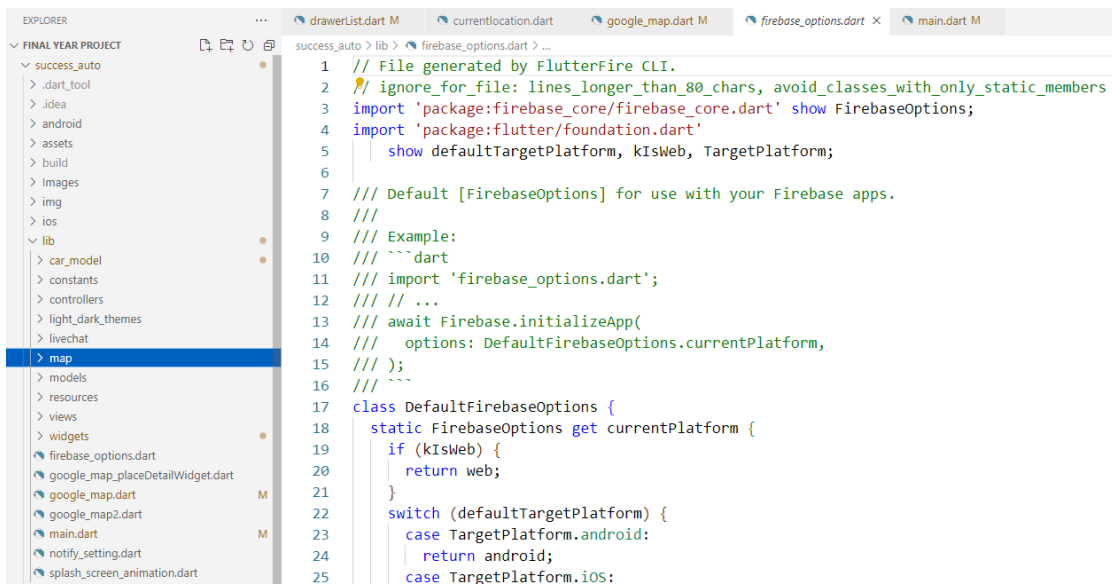 EXPLORER ...
FINAL YEAR PROJECT
success_auto
.dart_tool
.idea
android
assets
build
Images
img
ios
lib
car_model
constants
controllers
light_dark_themes
livechat
map
models
resources
views
widgets
firebase_options.dart
google_map_placeDetailWidget.dart
google_map.dart M
google_map2.dart
main.dart M
notify_setting.dart
splash_screen_animation.dart
drawerList.dart M currentlocation.dart google_map.dart M firebase_options.dart × main.dart M
success_auto > lib > firebase_options.dart > ...
1 // File generated by FlutterFire CLI.
2 // ignore_for_file: lines_longer_than_80_chars, avoid_classes_with_only_static_members
3 import 'package:firebase_core/firebase_core.dart' show FirebaseOptions;
4 import 'package:flutter/foundation.dart'
5 show defaultTargetPlatform, kIsWeb, TargetPlatform;
6
7 /// Default [FirebaseOptions] for use with your Firebase apps.
8 ///
9 /// Example:
10 /// ```dart
11 /// import 'firebase_options.dart';
12 /// // ...
13 /// await Firebase.initializeApp(
14 /// options: DefaultFirebaseOptions.currentPlatform,
15 /// );
16 /// ```
17 class DefaultFirebaseOptions {
18 static FirebaseOptions get currentPlatform {
19 if (kIsWeb) {
20 return web;
21 }
22 switch (defaultTargetPlatform) {
23 case TargetPlatform.android:
24 return android;
25 case TargetPlatform.iOS: